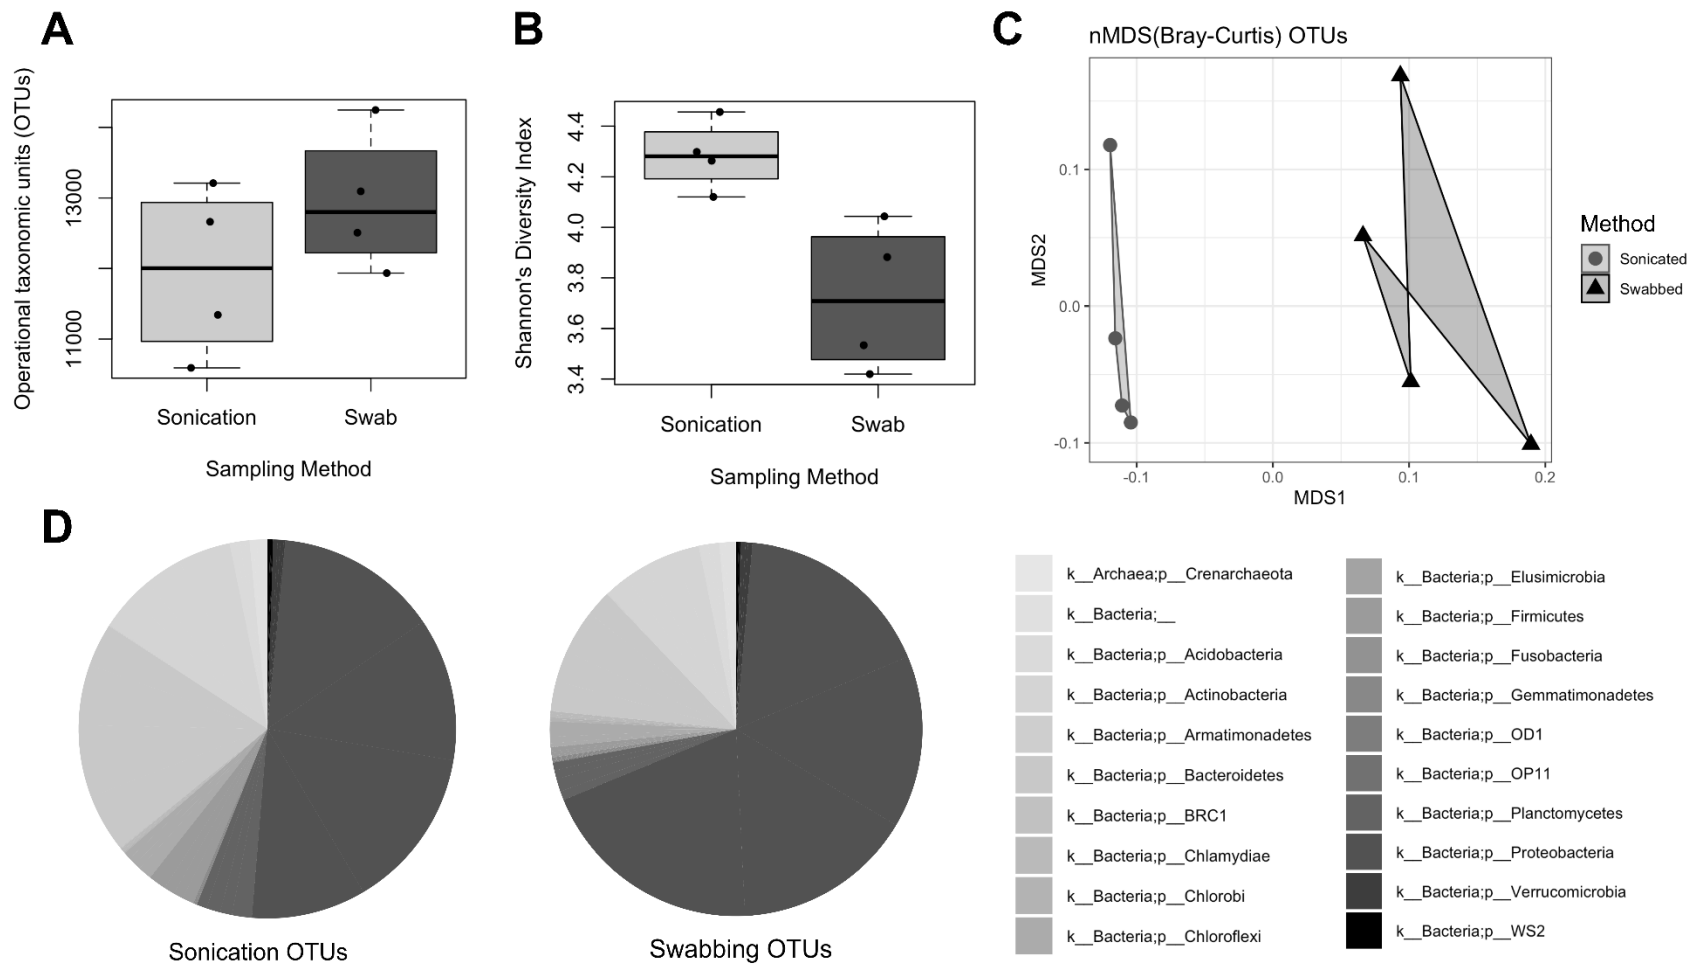 A
Operational taxonomic units (OTUs)
13000
11000
Sonication
Swab
Sampling Method
B
Shannon's Diversity Index
4.4
4.2
4.0
3.8
3.6
3.4
Sonication
Swab
Sampling Method
C
nMDS(Bray-Curtis) OTUs
MDS2
0.1
0.0
-0.1
-0.1
0.0
0.1
0.2
MDS1
Method
Sonicated
Swabbed
D
Sonication OTUs
Swabbing OTUs
k__Archaea;p__Crenarchaeota
k__Bacteria;__
k__Bacteria;p__Acidobacteria
k__Bacteria;p__Actinobacteria
k__Bacteria;p__Armatimonadetes
k__Bacteria;p__Bacteroidetes
k__Bacteria;p__BRC1
k__Bacteria;p__Chlamydiae
k__Bacteria;p__Chlorobi
k__Bacteria;p__Chloroflexi
k__Bacteria;p__Elusimicrobia
k__Bacteria;p__Firmicutes
k__Bacteria;p__Fusobacteria
k__Bacteria;p__Gemmatimonadetes
k__Bacteria;p__OD1
k__Bacteria;p__OP11
k__Bacteria;p__Planctomycetes
k__Bacteria;p__Proteobacteria
k__Bacteria;p__Verrucomicrobia
k__Bacteria;p__WS2